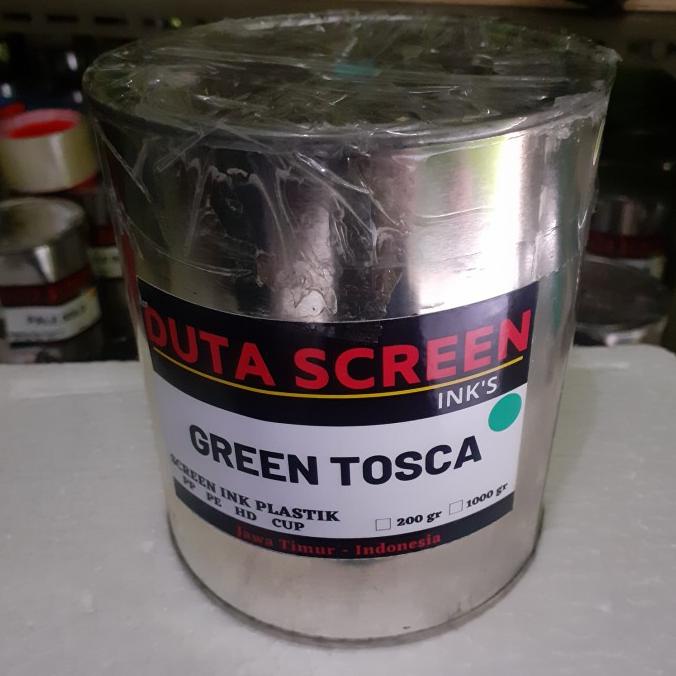 DUTA SCREEN
INK'S
GREEN TOSCA
SCREEN INK PLASTIK
PP PE HD CUP
200 gr 1000 gr
Jawa Timur - Indonesia